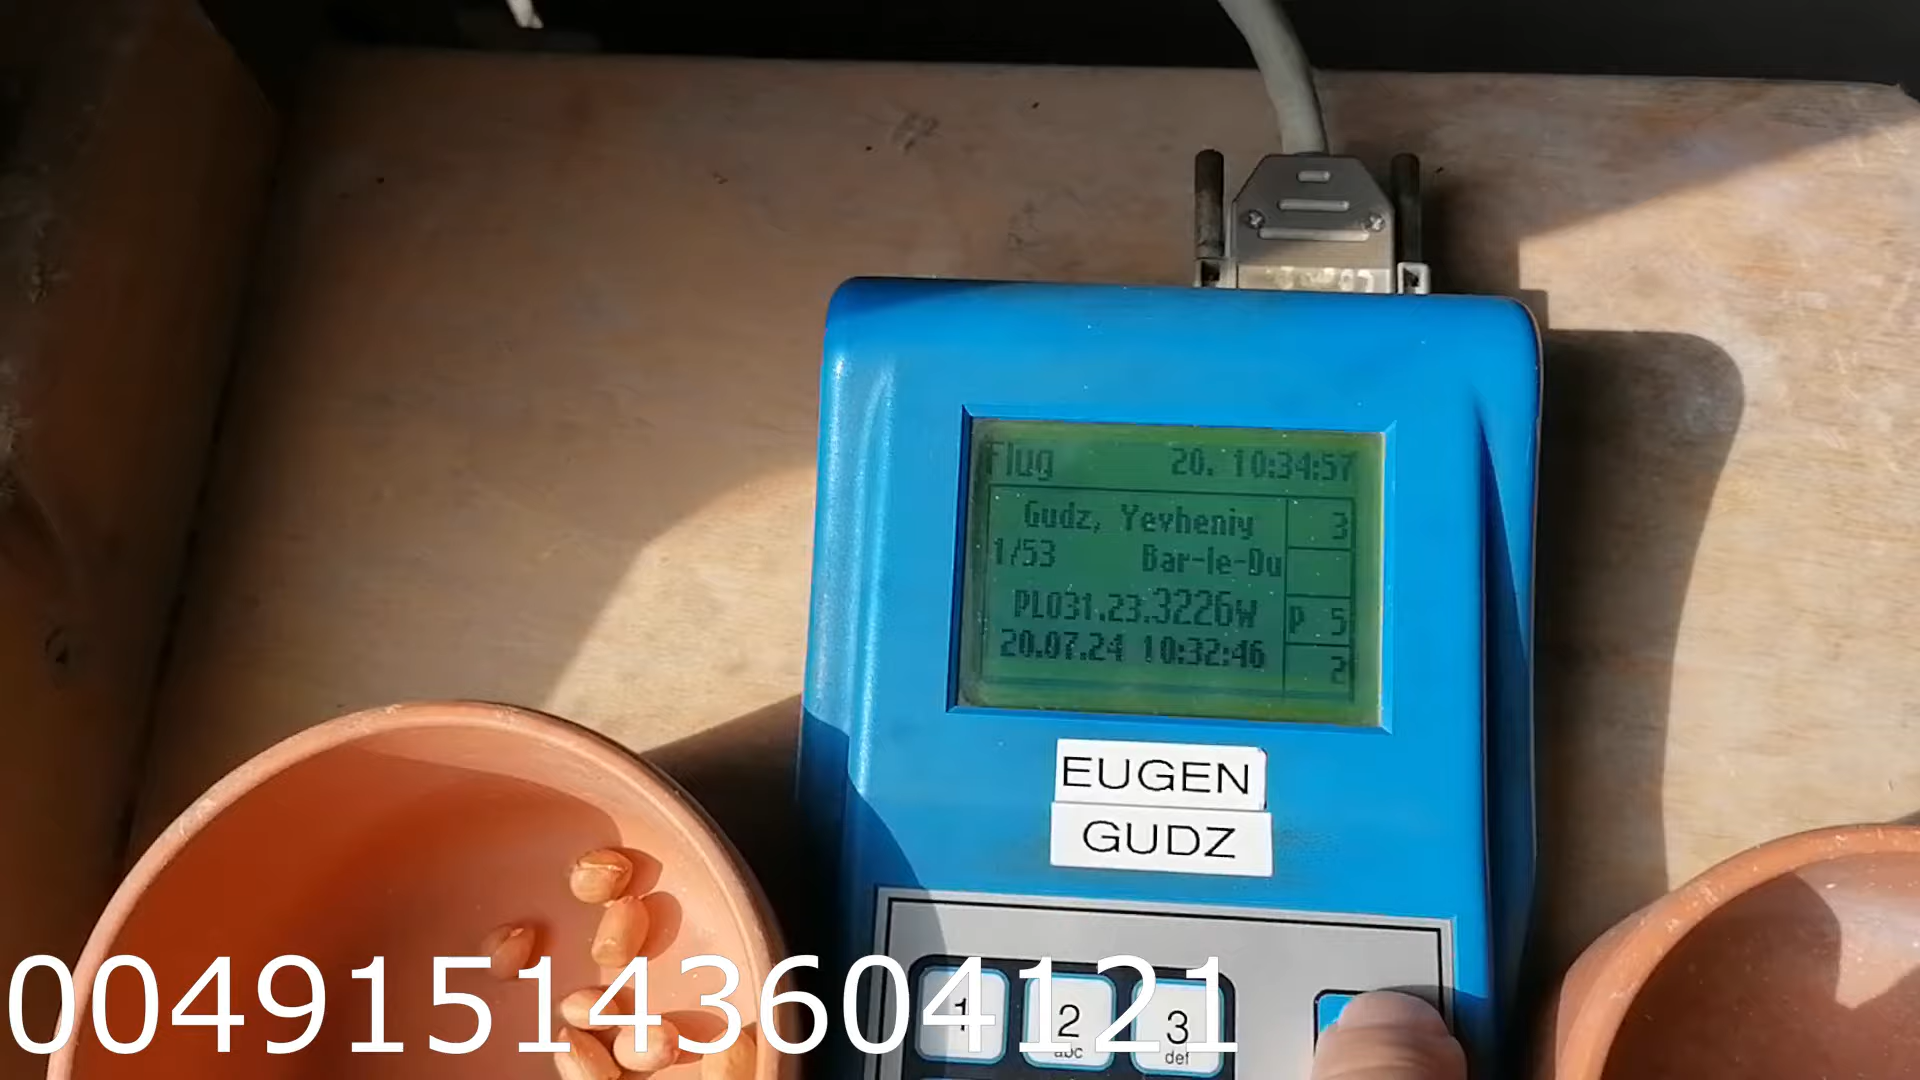 Flug 20. 10:34:57
Gudz, Yevheniy 3
1/53 Bar-le-Du
PL031.23.3226W P 5
20.07.24 10:32:46 2
EUGEN
GUDZ
1 2 3
abc def
004915143604121